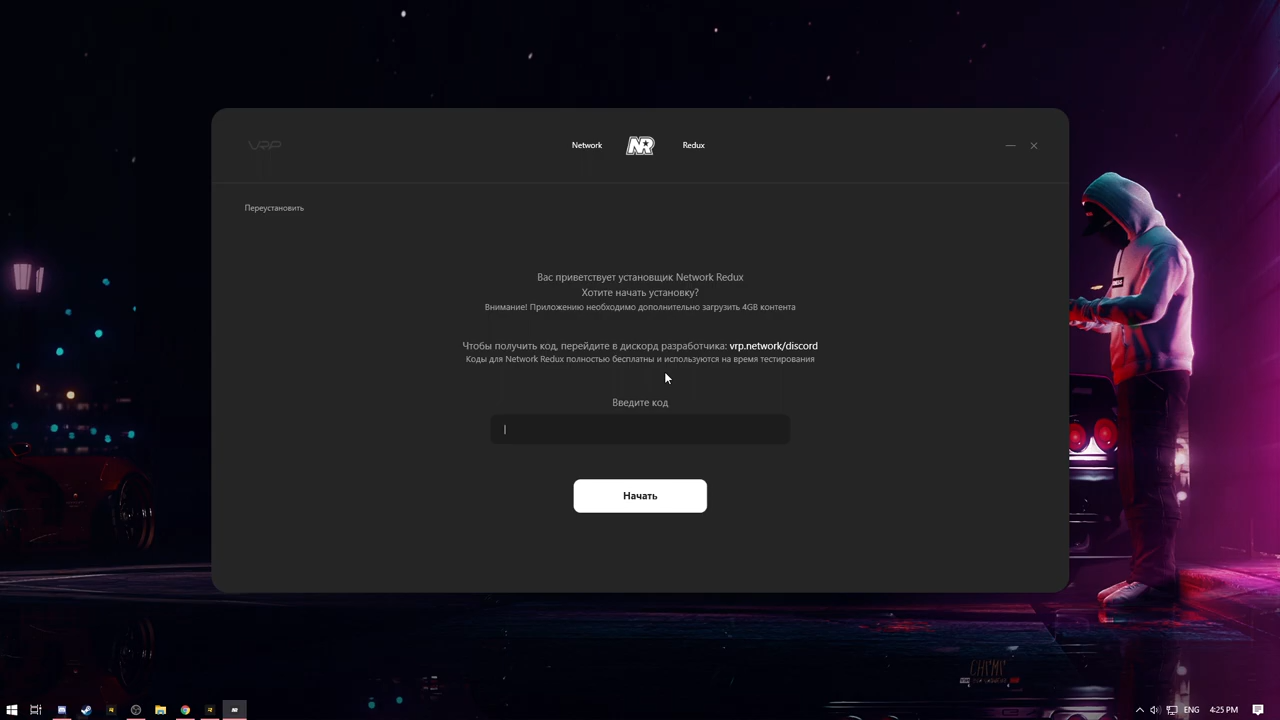 VRP
Network
NR
Redux
Переустановить
Вас приветствует установщик Network Redux
Хотите начать установку?
Внимание! Приложению необходимо дополнительно загрузить 4GB контента
Чтобы получить код, перейдите в дискорд разработчика: vrp.network/discord
Коды для Network Redux полностью бесплатны и используются на время тестирования
Введите код
Начать
ENG
4:25 PM